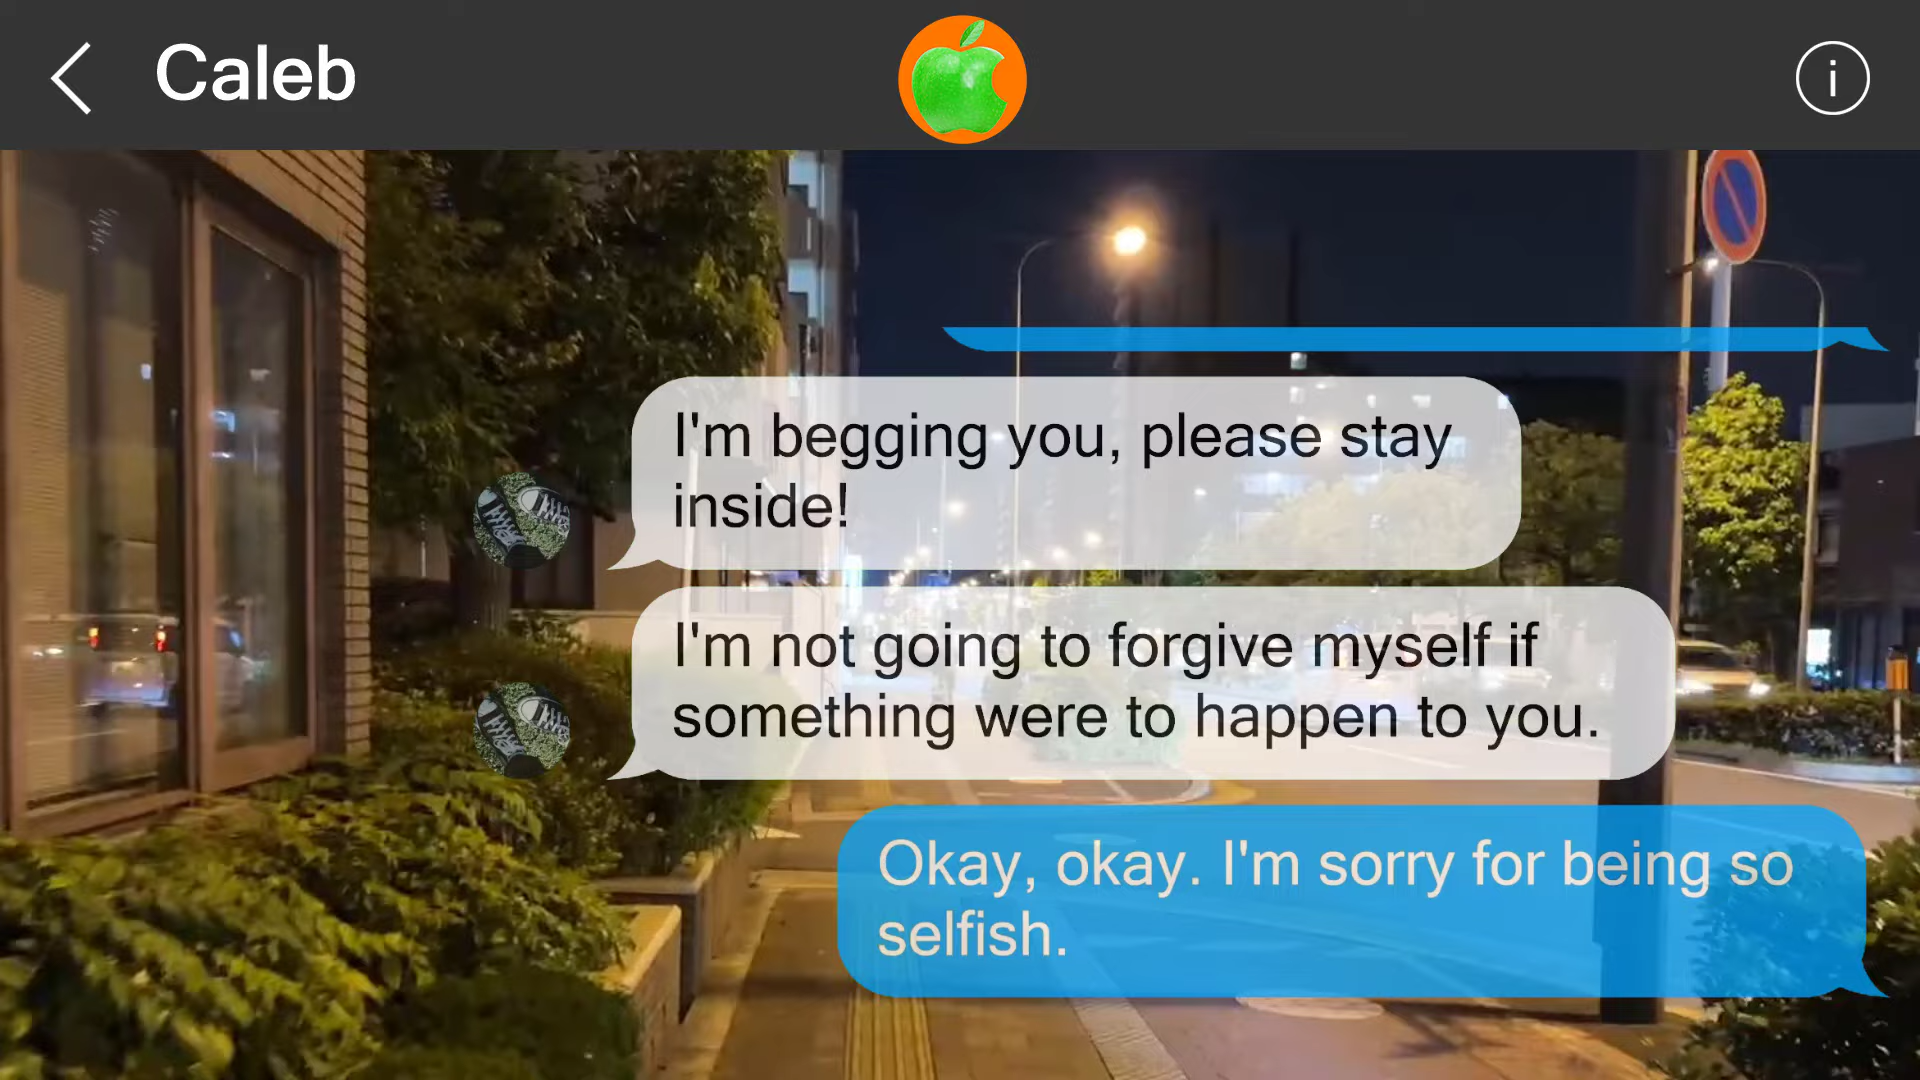 Caleb
i
I'm begging you, please stay
inside!
I'm not going to forgive myself if
something were to happen to you.
Okay, okay. I'm sorry for being so
selfish.